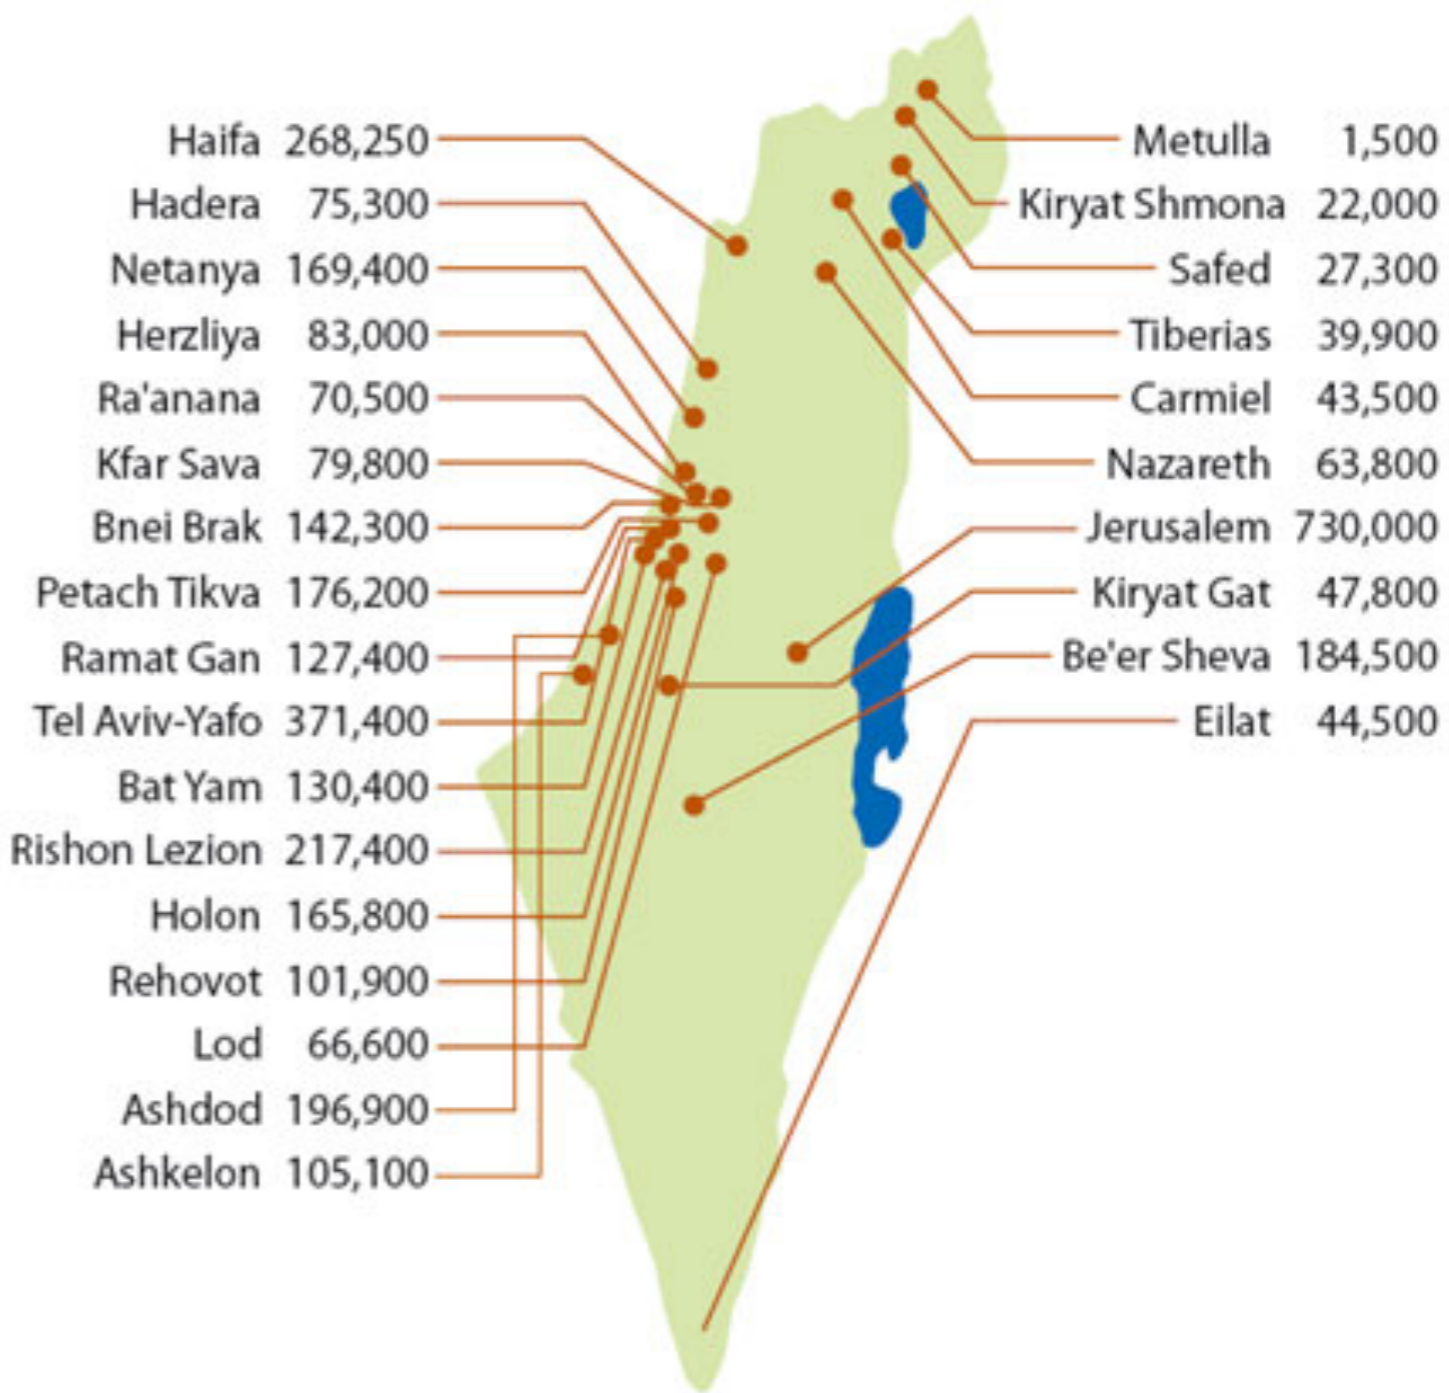 Haifa 268,250
Hadera 75,300
Netanya 169,400
Herzliya 83,000
Ra'anana 70,500
Kfar Sava 79,800
Bnei Brak 142,300
Petach Tikva 176,200
Ramat Gan 127,400
Tel Aviv-Yafo 371,400
Bat Yam 130,400
Rishon Lezion 217,400
Holon 165,800
Rehovot 101,900
Lod 66,600
Ashdod 196,900
Ashkelon 105,100
Metulla 1,500
Kiryat Shmona 22,000
Safed 27,300
Tiberias 39,900
Carmiel 43,500
Nazareth 63,800
Jerusalem 730,000
Kiryat Gat 47,800
Be'er Sheva 184,500
Eilat 44,500